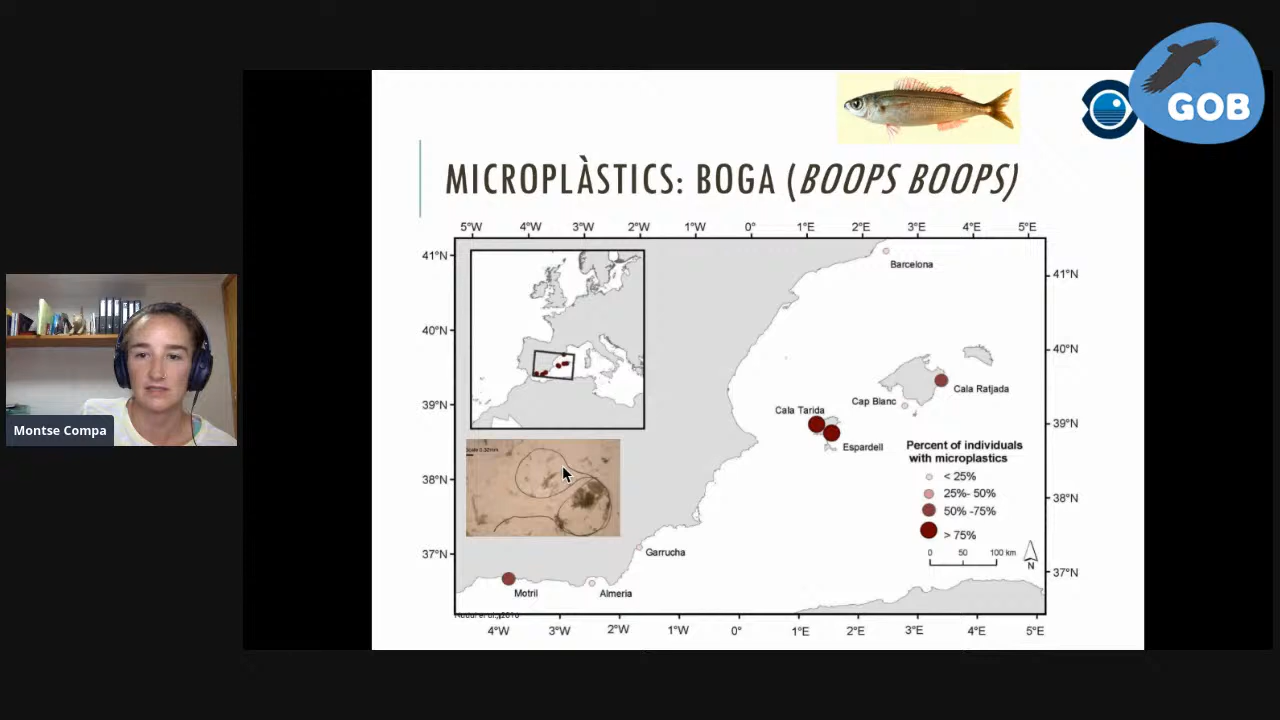 GOB
MICROPLÀSTICS: BOGA (BOOPS BOOPS)
5°W 4°W 3°W 2°W 1°W 0° 1°E 2°E 3°E 4°E 5°E
41°N
40°N
39°N
38°N
37°N
41°N
40°N
39°N
38°N
37°N
Barcelona
Cala Ratjada
Cap Blanc
Cala Tarida
Espardell
Percent of individuals
with microplastics
< 25%
25%- 50%
50% -75%
> 75%
0 50 100 km
N
Garrucha
Motril
Almeria
4°W 3°W 2°W 1°W 0° 1°E 2°E 3°E 4°E 5°E
Montse Compa